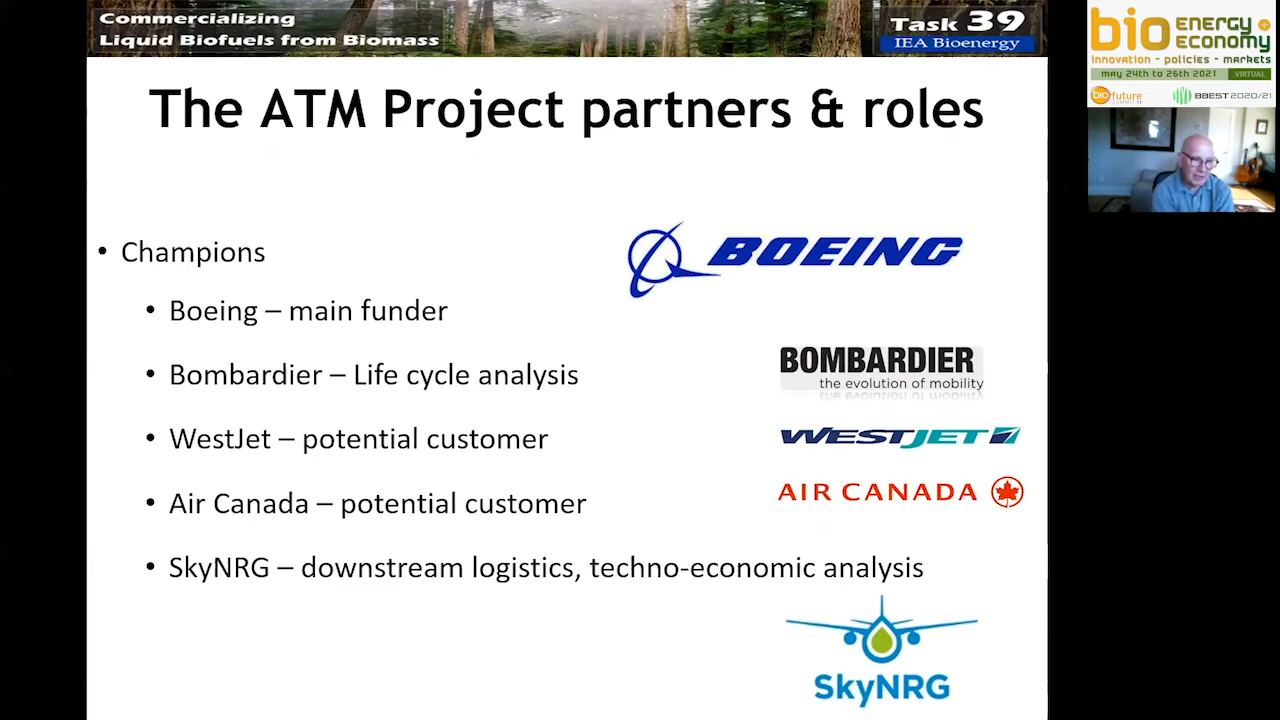 Commercializing
Liquid Biofuels from Biomass
Task 39
IEA Bioenergy
bio ENERGY +
ECONOMY
innovation - policies - markets
may 24th to 26th 2021 VIRTUAL
biofuture
SUMMIT II
BBEST 2020/21
The ATM Project partners & roles
• Champions
BOEING
• Boeing – main funder
• Bombardier – Life cycle analysis
BOMBARDIER
the evolution of mobility
• WestJet – potential customer
WESTJET
• Air Canada – potential customer
AIR CANADA
• SkyNRG – downstream logistics, techno-economic analysis
SkyNRG